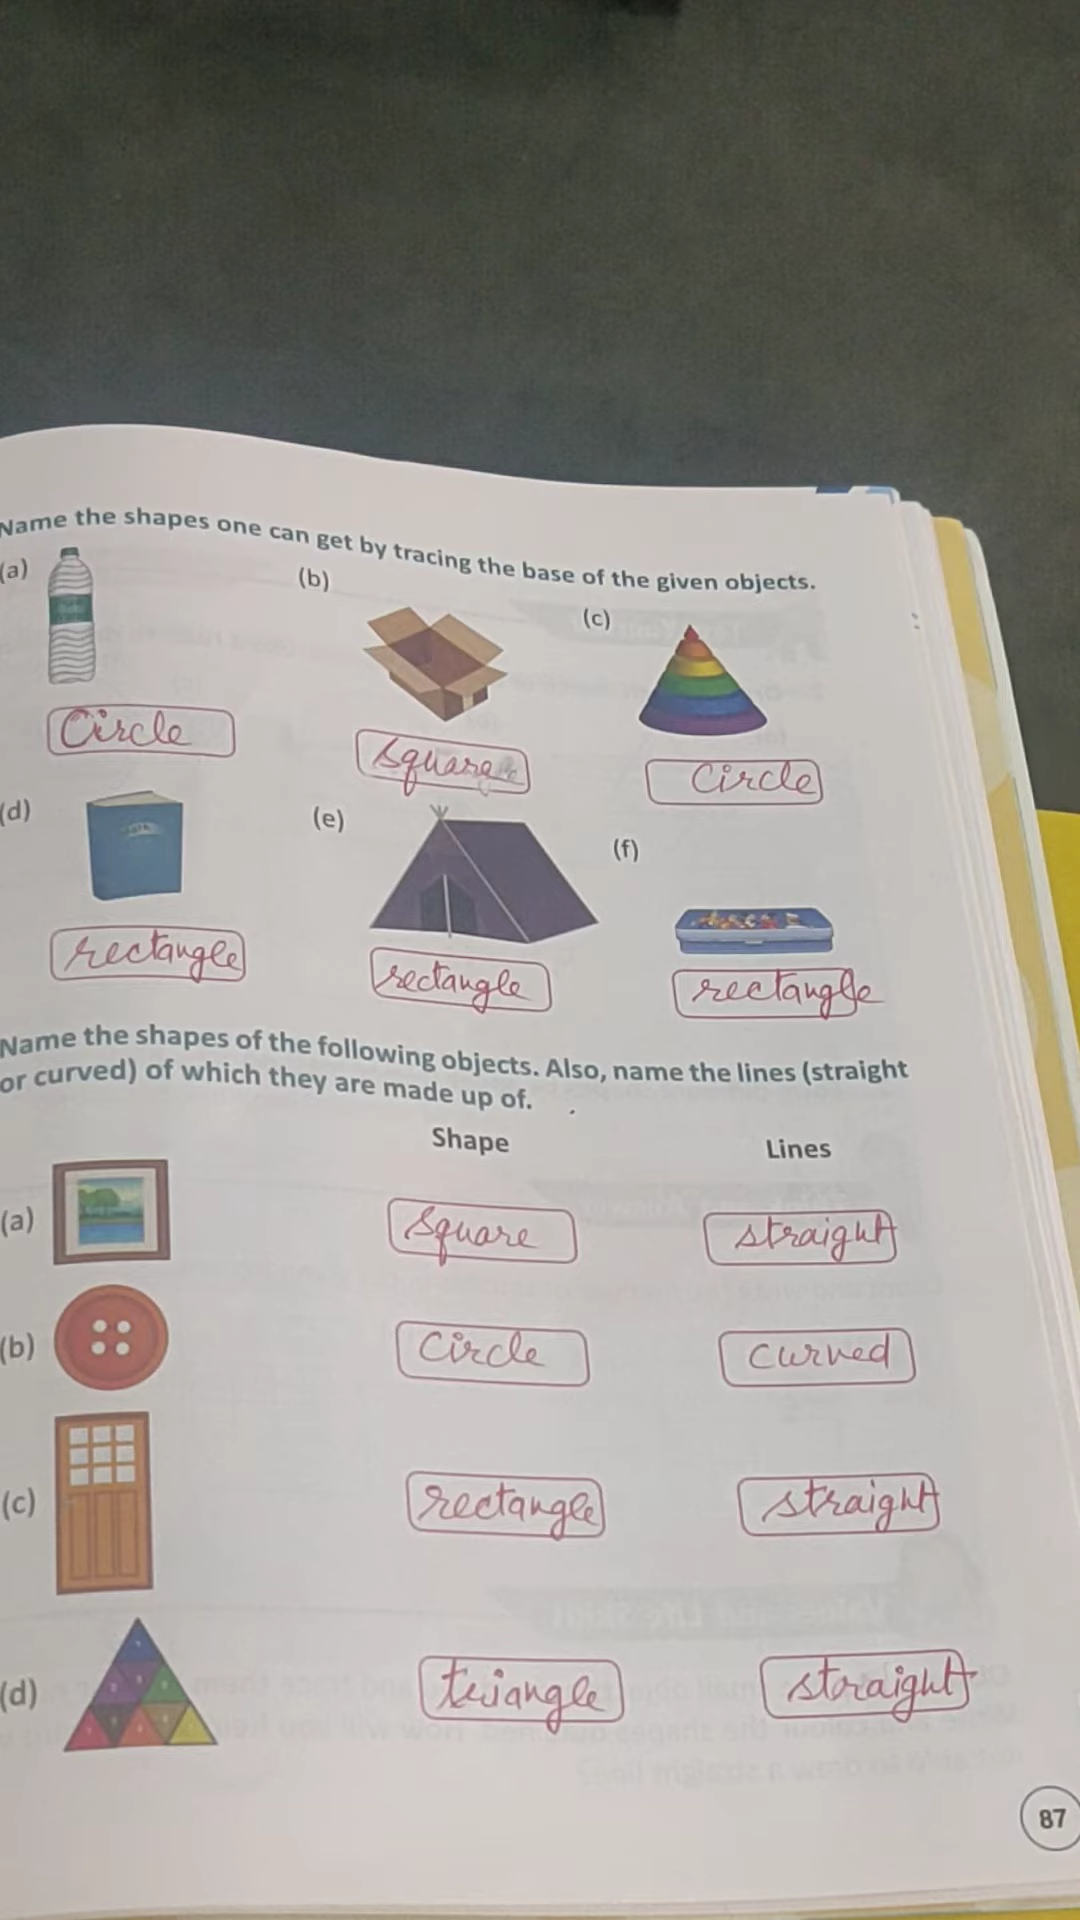 Name the shapes one can get by tracing the base of the given objects.
(a) (b) (c)
Circle square circle
(d) (e) (f)
rectangle rectangle rectangle
Name the shapes of the following objects. Also, name the lines (straight
or curved) of which they are made up of.
Shape Lines
(a) square straight
(b) circle curved
(c) rectangle straight
(d) triangle straight
87